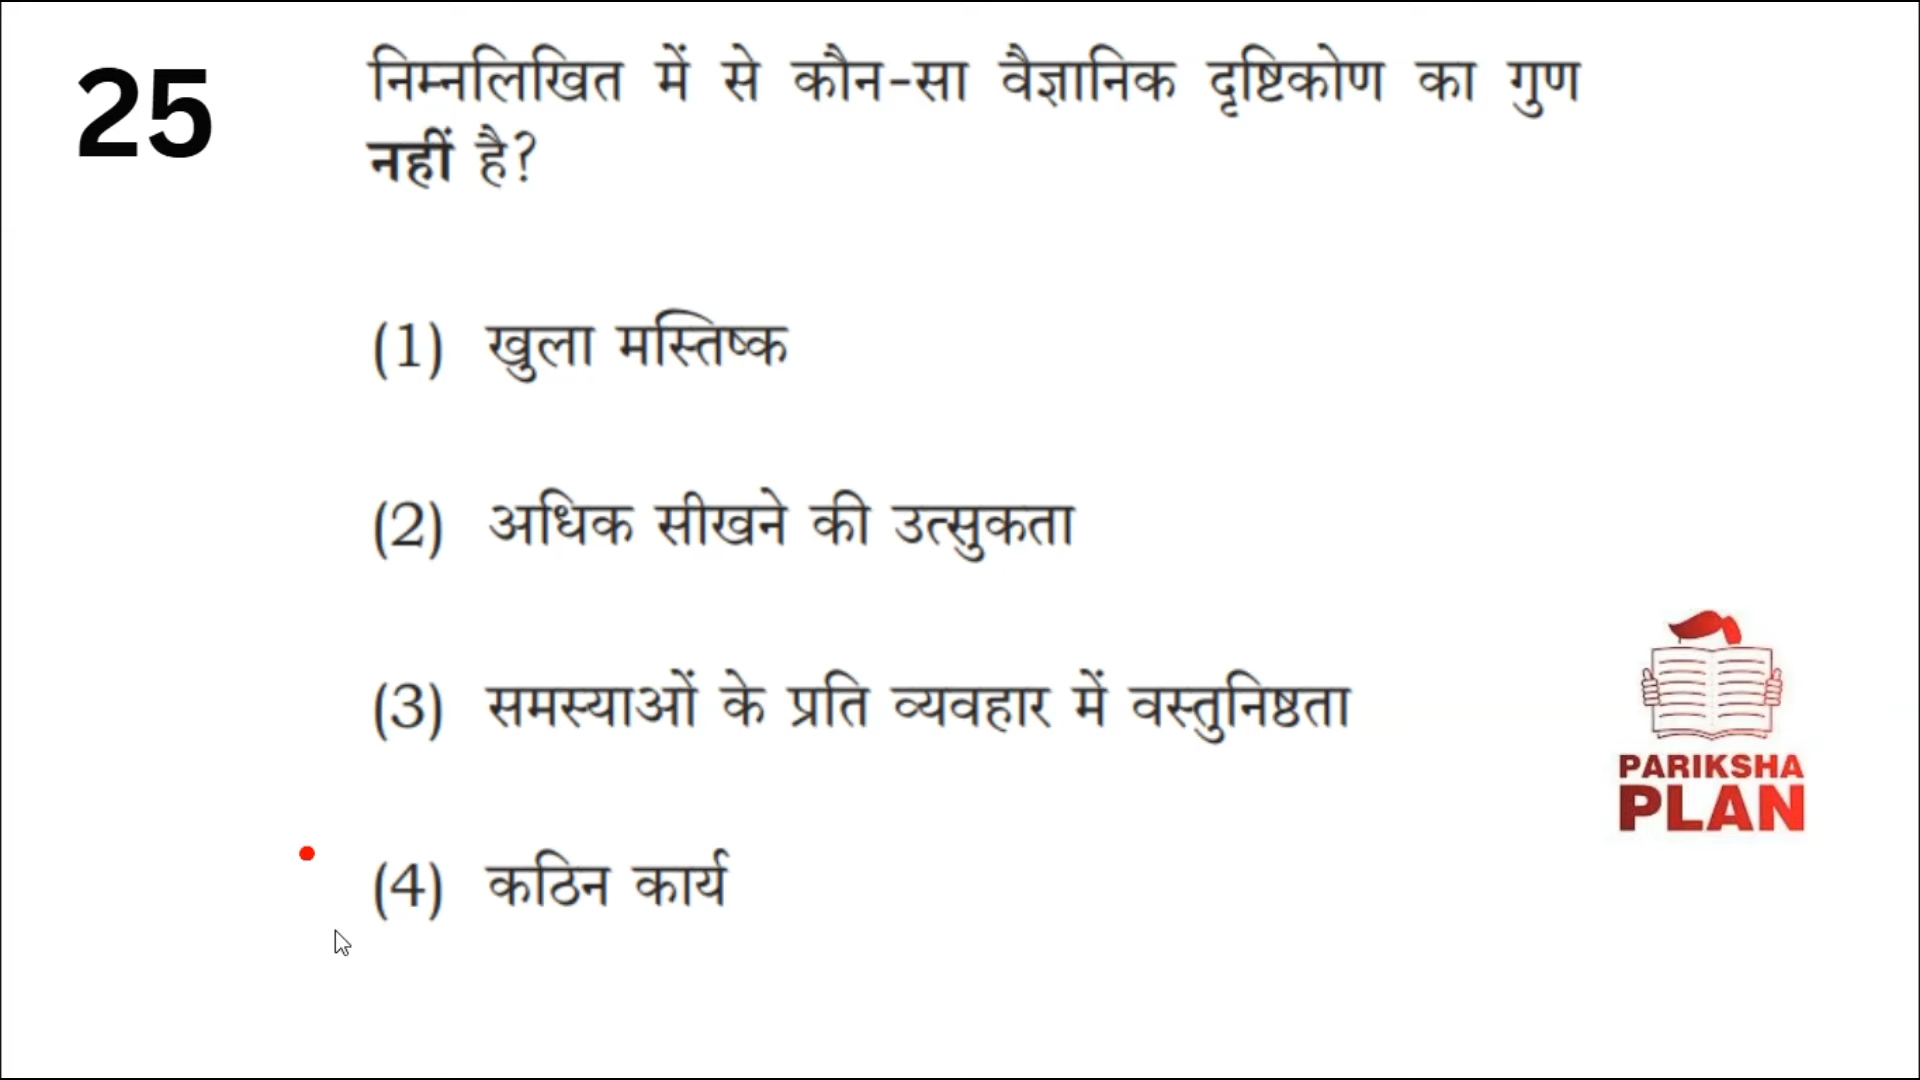 25
निम्नलिखित में से कौन-सा वैज्ञानिक दृष्टिकोण का गुण
नहीं है?
(1) खुला मस्तिष्क
(2) अधिक सीखने की उत्सुकता
(3) समस्याओं के प्रति व्यवहार में वस्तुनिष्ठता
(4) कठिन कार्य
PARIKSHA
PLAN